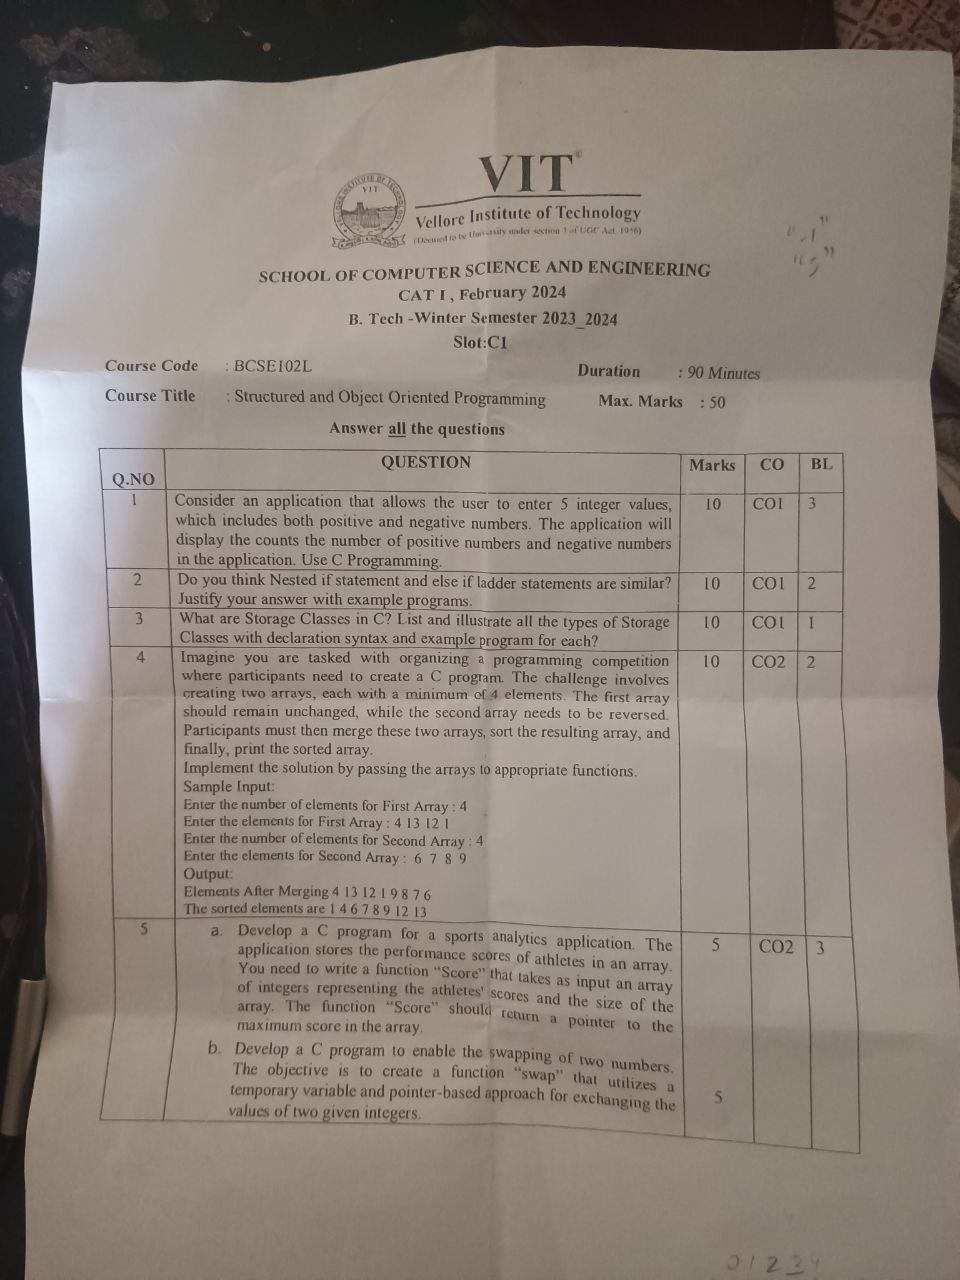 VIT
VIT
Vellore Institute of Technology
(Deemed to be University under section 3 of UGC Act, 1956)
SCHOOL OF COMPUTER SCIENCE AND ENGINEERING
CAT I , February 2024
B. Tech -Winter Semester 2023_2024
Slot:C1
Course Code : BCSE102L Duration : 90 Minutes
Course Title : Structured and Object Oriented Programming Max. Marks : 50
Answer all the questions
Q.NO QUESTION Marks CO BL
1 Consider an application that allows the user to enter 5 integer values, 10 CO1 3
which includes both positive and negative numbers. The application will
display the counts the number of positive numbers and negative numbers
in the application. Use C Programming.
2 Do you think Nested if statement and else if ladder statements are similar? 10 CO1 2
Justify your answer with example programs.
3 What are Storage Classes in C? List and illustrate all the types of Storage 10 CO1 1
Classes with declaration syntax and example program for each?
4 Imagine you are tasked with organizing a programming competition 10 CO2 2
where participants need to create a C program. The challenge involves
creating two arrays, each with a minimum of 4 elements. The first array
should remain unchanged, while the second array needs to be reversed.
Participants must then merge these two arrays, sort the resulting array, and
finally, print the sorted array.
Implement the solution by passing the arrays to appropriate functions.
Sample Input:
Enter the number of elements for First Array : 4
Enter the elements for First Array : 4 13 12 1
Enter the number of elements for Second Array : 4
Enter the elements for Second Array : 6 7 8 9
Output:
Elements After Merging 4 13 12 1 9 8 7 6
The sorted elements are 1 4 6 7 8 9 12 13
5 a. Develop a C program for a sports analytics application. The 5 CO2 3
application stores the performance scores of athletes in an array.
You need to write a function "Score" that takes as input an array
of integers representing the athletes' scores and the size of the
array. The function "Score" should return a pointer to the
maximum score in the array.
b. Develop a C program to enable the swapping of two numbers.
The objective is to create a function "swap" that utilizes a
temporary variable and pointer-based approach for exchanging the 5
values of two given integers.